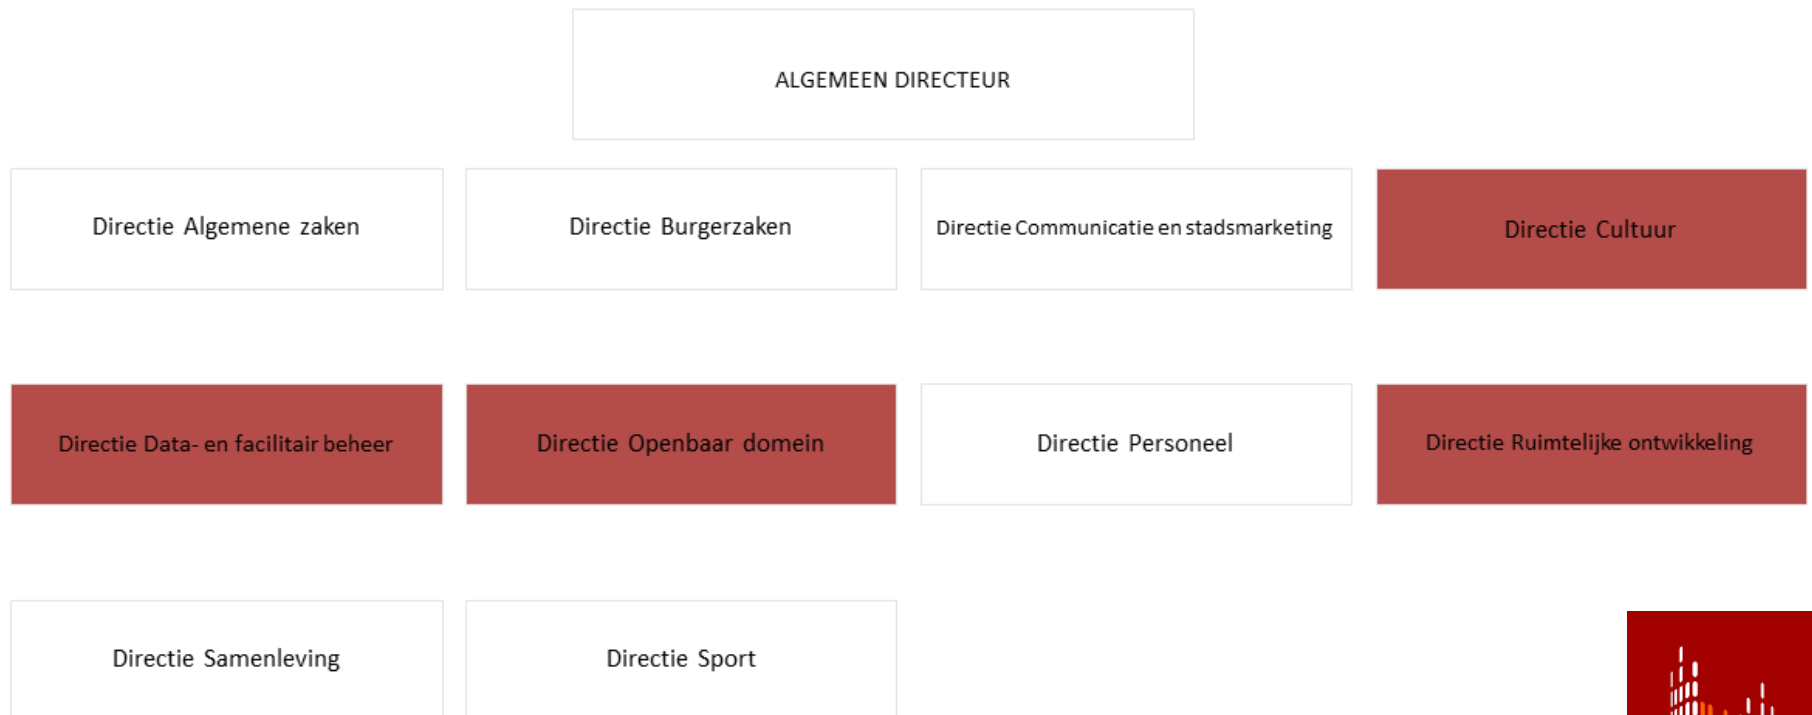 ALGEMEEN DIRECTEUR
Directie Algemene zaken
Directie Burgerzaken
Directie Communicatie en stadsmarketing
Directie Cultuur
Directie Data- en facilitair beheer
Directie Openbaar domein
Directie Personeel
Directie Ruimtelijke ontwikkeling
Directie Samenleving
Directie Sport